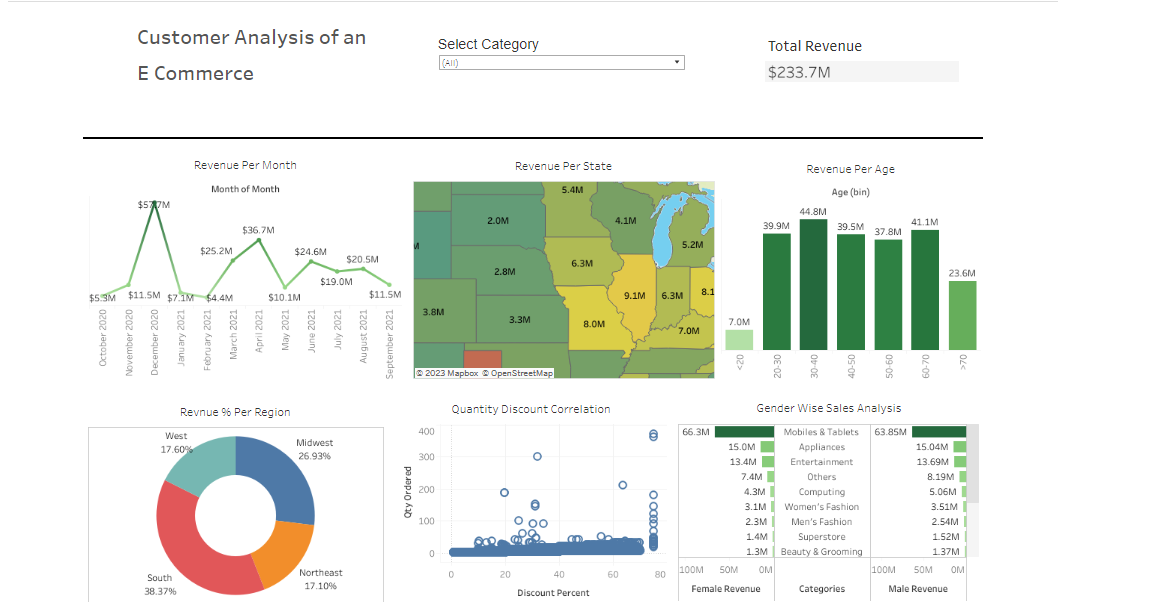 Customer Analysis of an
E Commerce
Select Category
(All)
Total Revenue
$233.7M
Revenue Per Month
Month of Month
$5.3M
$11.5M
$57.7M
$7.1M
$4.4M
$25.2M
$36.7M
$10.1M
$24.6M
$19.0M
$20.5M
$11.5M
October 2020
November 2020
December 2020
January 2021
February 2021
March 2021
April 2021
May 2021
June 2021
July 2021
August 2021
September 2021
Revenue Per State
5.4M
2.0M
4.1M
5.2M
M
6.3M
2.8M
9.1M
6.3M
8.1
3.8M
3.3M
8.0M
7.0M
© 2023 Mapbox © OpenStreetMap
Revenue Per Age
Age (bin)
7.0M
39.9M
44.8M
39.5M
37.8M
41.1M
23.6M
<20
20-30
30-40
40-50
50-60
60-70
>70
Revnue % Per Region
West
17.60%
Midwest
26.93%
Northeast
17.10%
South
38.37%
Quantity Discount Correlation
Qty Ordered
400
300
200
100
0
0 20 40 60 80
Discount Percent
Gender Wise Sales Analysis
66.3M Mobiles & Tablets 63.85M
15.0M Appliances 15.04M
13.4M Entertainment 13.69M
7.4M Others 8.19M
4.3M Computing 5.06M
3.1M Women's Fashion 3.51M
2.3M Men's Fashion 2.54M
1.4M Superstore 1.52M
1.3M Beauty & Grooming 1.37M
100M 50M 0M 100M 50M 0M
Female Revenue Categories Male Revenue